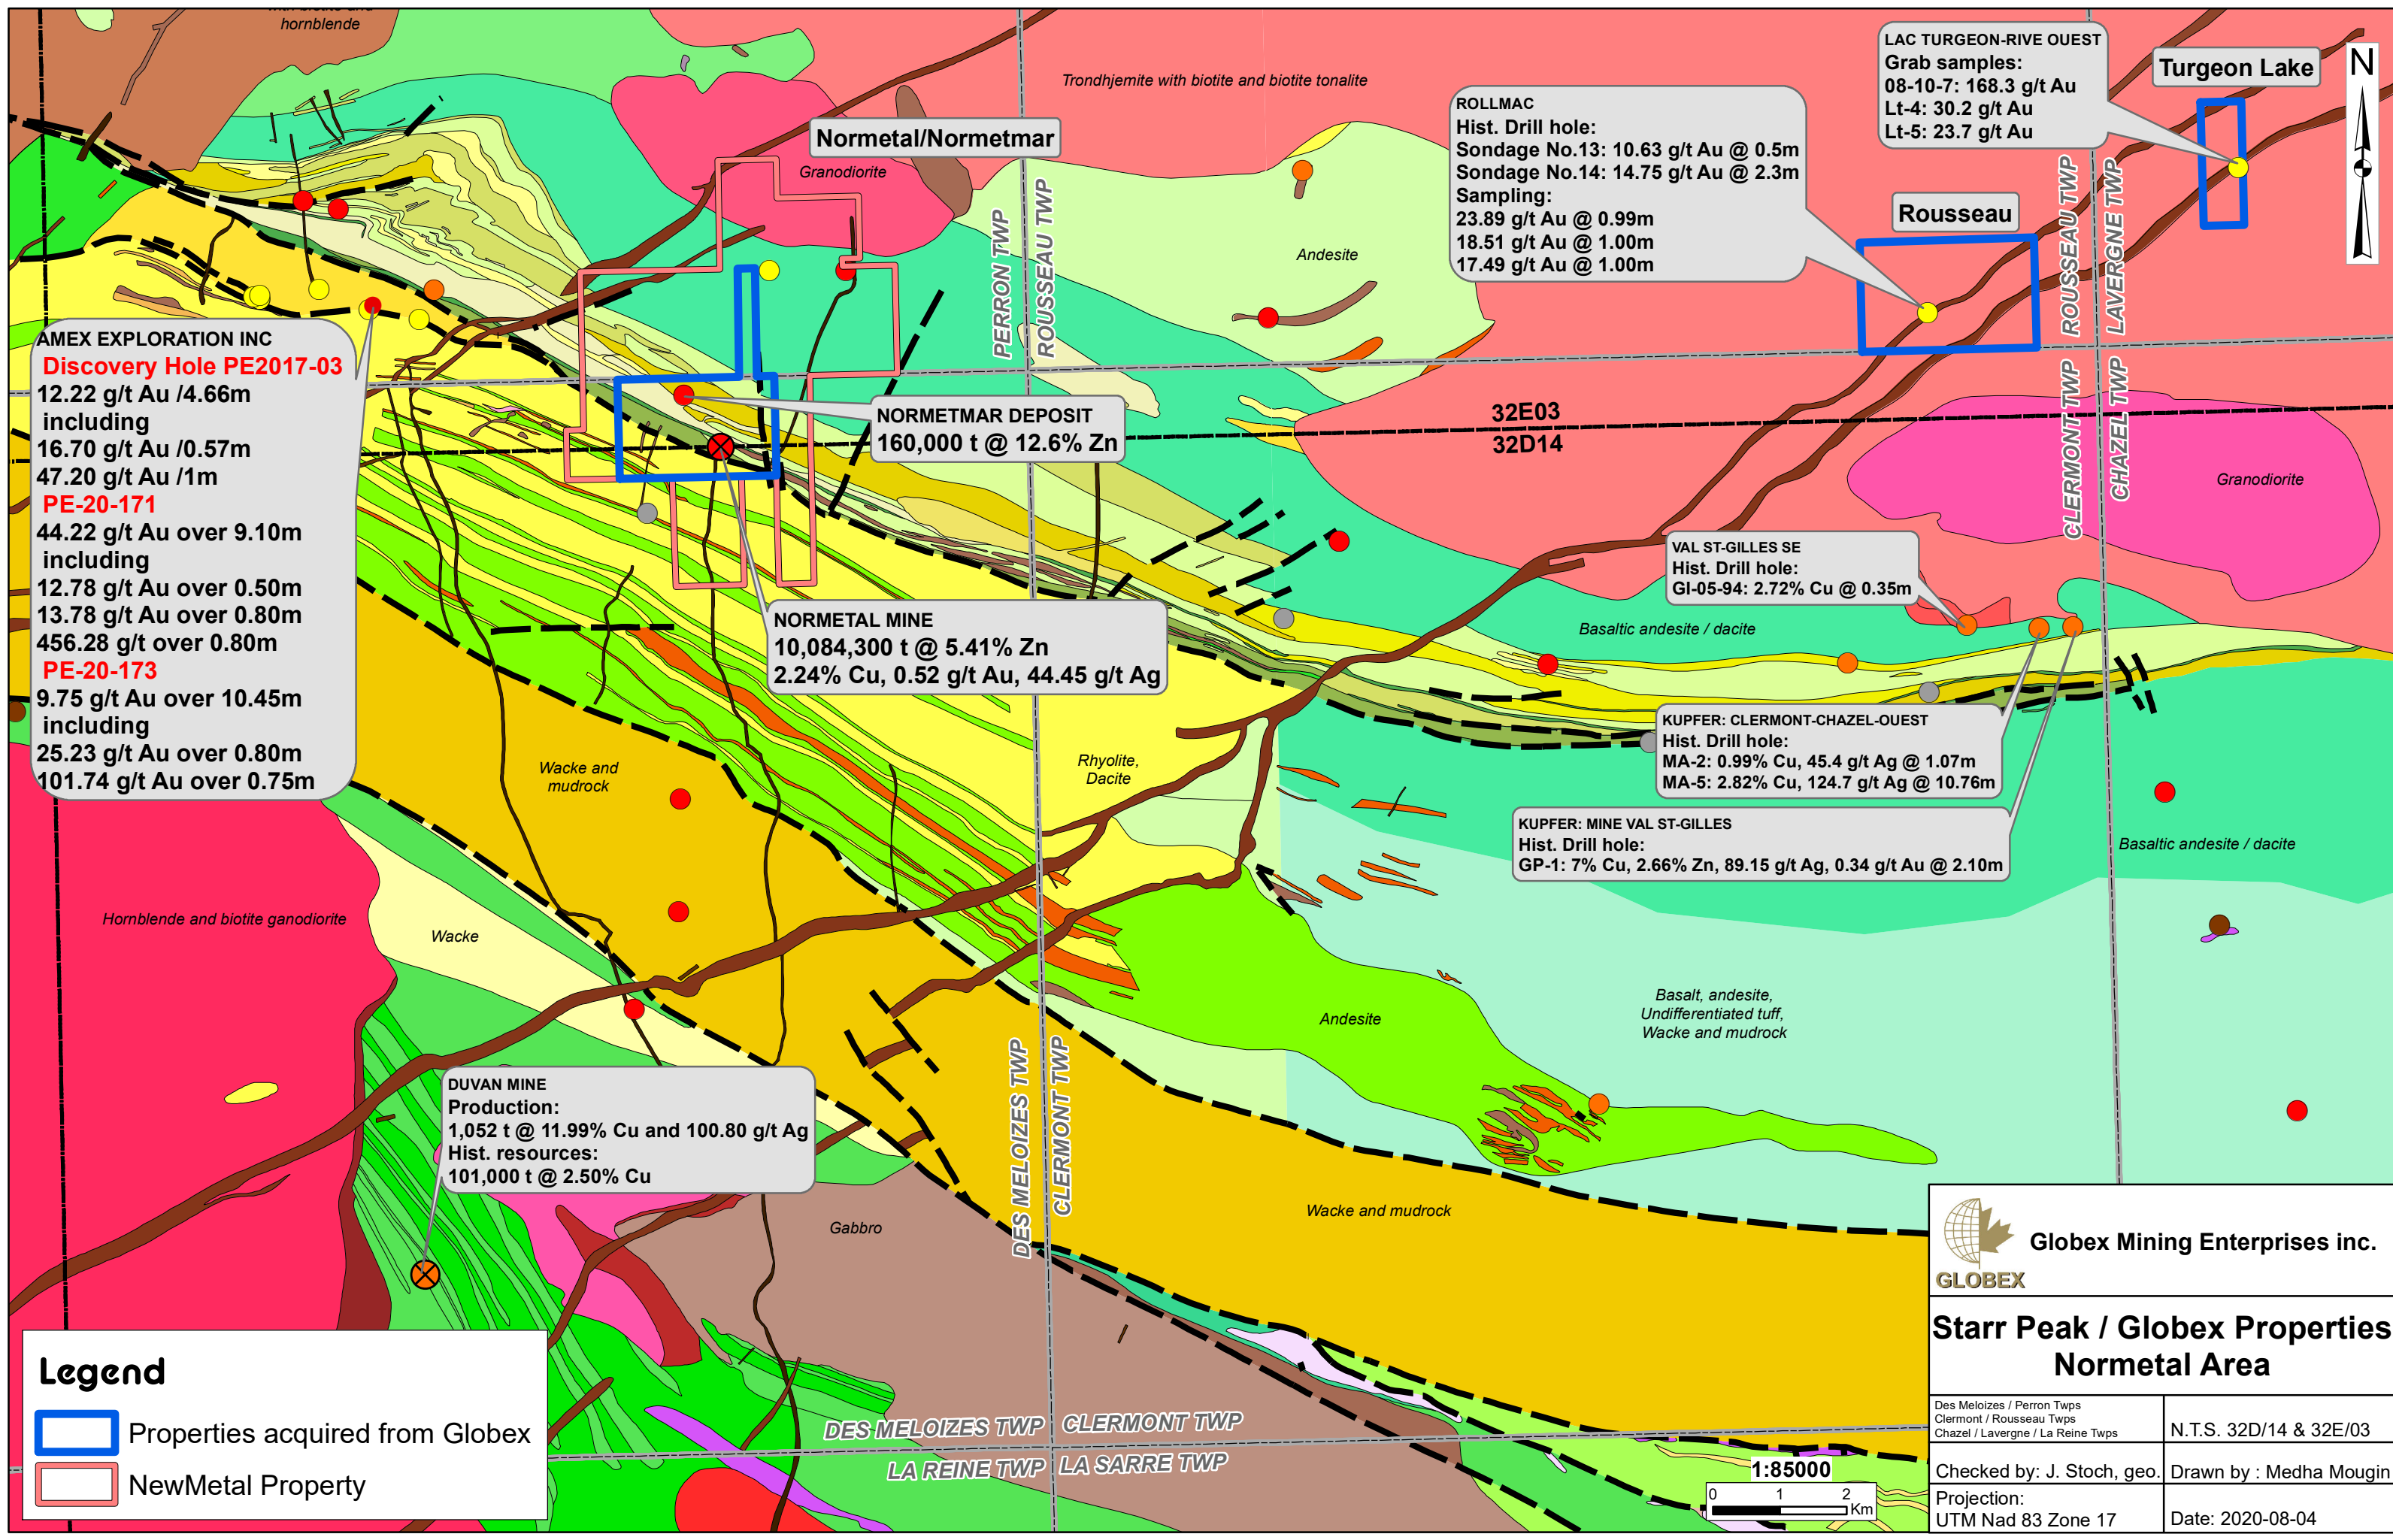 hornblende
Trondhjemite with biotite and biotite tonalite
LAC TURGEON-RIVE OUEST
Grab samples:
08-10-7: 168.3 g/t Au
Lt-4: 30.2 g/t Au
Lt-5: 23.7 g/t Au
Turgeon Lake
N
ROLLMAC
Hist. Drill hole:
Sondage No.13: 10.63 g/t Au @ 0.5m
Sondage No.14: 14.75 g/t Au @ 2.3m
Sampling:
23.89 g/t Au @ 0.99m
18.51 g/t Au @ 1.00m
17.49 g/t Au @ 1.00m
Normetal/Normetmar
Granodiorite
Rousseau
PERRON TWP
ROUSSEAU TWP
ROUSSEAU TWP
LAVERGNE TWP
Andesite
AMEX EXPLORATION INC
Discovery Hole PE2017-03
12.22 g/t Au /4.66m
including
16.70 g/t Au /0.57m
47.20 g/t Au /1m
PE-20-171
44.22 g/t Au over 9.10m
including
12.78 g/t Au over 0.50m
13.78 g/t Au over 0.80m
456.28 g/t over 0.80m
PE-20-173
9.75 g/t Au over 10.45m
including
25.23 g/t Au over 0.80m
101.74 g/t Au over 0.75m
NORMETMAR DEPOSIT
160,000 t @ 12.6% Zn
32E03
32D14
CLERMONT TWP
CHAZEL TWP
Granodiorite
NORMETAL MINE
10,084,300 t @ 5.41% Zn
2.24% Cu, 0.52 g/t Au, 44.45 g/t Ag
VAL ST-GILLES SE
Hist. Drill hole:
GI-05-94: 2.72% Cu @ 0.35m
Basaltic andesite / dacite
KUPFER: CLERMONT-CHAZEL-OUEST
Hist. Drill hole:
MA-2: 0.99% Cu, 45.4 g/t Ag @ 1.07m
MA-5: 2.82% Cu, 124.7 g/t Ag @ 10.76m
Wacke and
mudrock
Rhyolite,
Dacite
KUPFER: MINE VAL ST-GILLES
Hist. Drill hole:
GP-1: 7% Cu, 2.66% Zn, 89.15 g/t Ag, 0.34 g/t Au @ 2.10m
Basaltic andesite / dacite
Hornblende and biotite ganodiorite
Wacke
Andesite
Basalt, andesite,
Undifferentiated tuff,
Wacke and mudrock
DES MELOIZES TWP
CLERMONT TWP
DUVAN MINE
Production:
1,052 t @ 11.99% Cu and 100.80 g/t Ag
Hist. resources:
101,000 t @ 2.50% Cu
Gabbro
Wacke and mudrock
DES MELOIZES TWP CLERMONT TWP
LA REINE TWP LA SARRE TWP
Legend
Properties acquired from Globex
NewMetal Property
1:85000
0 1 2
Km
GLOBEX
Globex Mining Enterprises inc.
Starr Peak / Globex Properties
Normetal Area
Des Meloizes / Perron Twps
Clermont / Rousseau Twps
Chazel / Lavergne / La Reine Twps
N.T.S. 32D/14 & 32E/03
Checked by: J. Stoch, geo.
Drawn by : Medha Mougin
Projection:
UTM Nad 83 Zone 17
Date: 2020-08-04